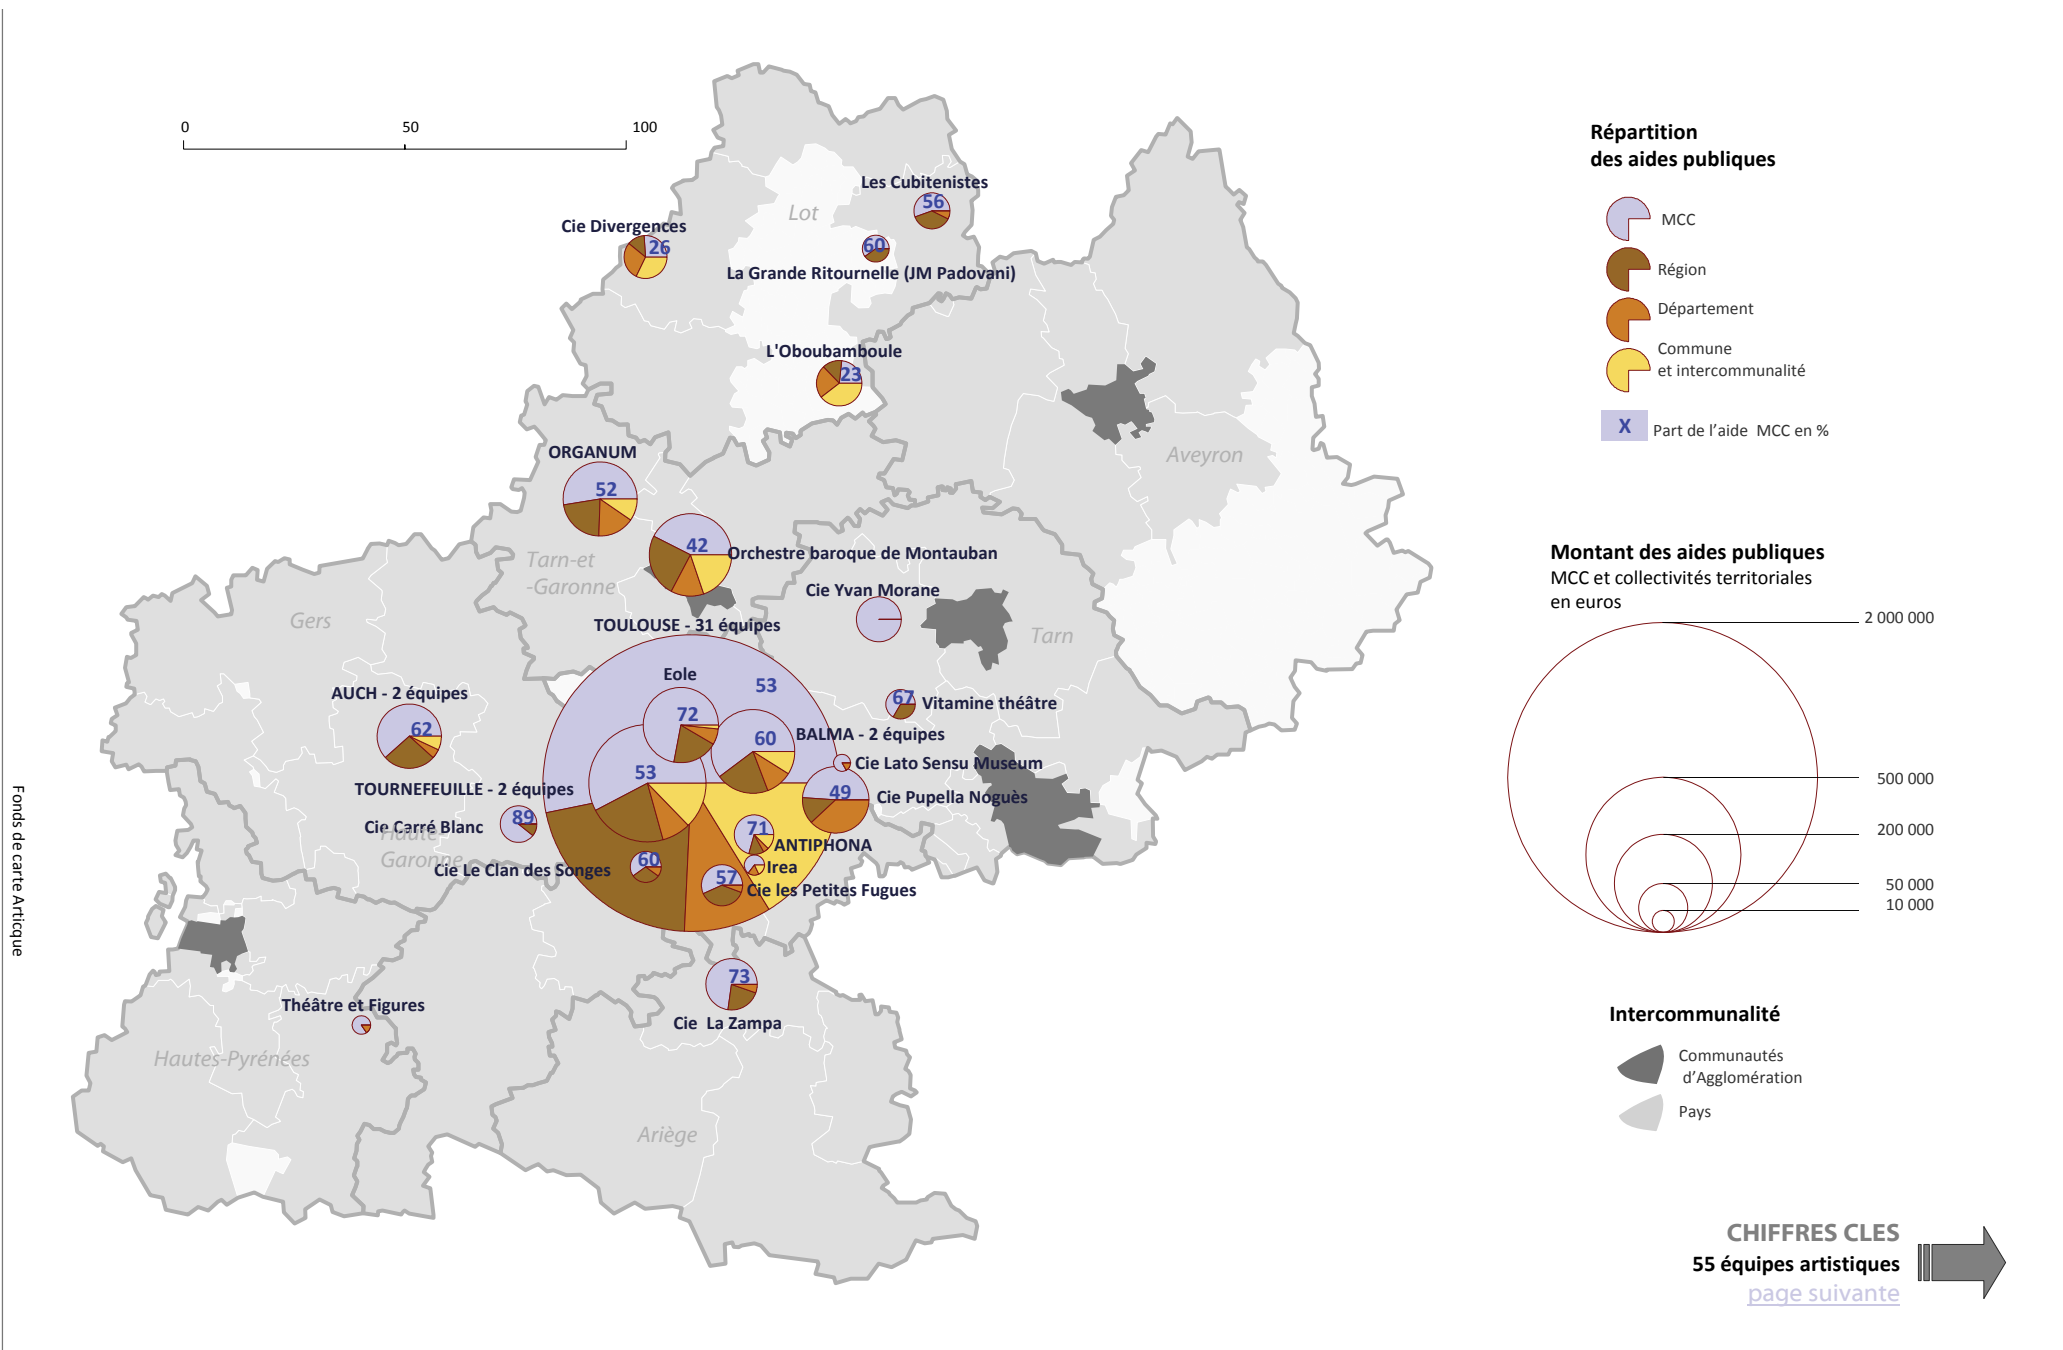 0 50 100
Les Cubitenistes
56
Lot
Cie Divergences
26
60
La Grande Ritournelle (JM Padovani)
L'Oboubamboule
23
Aveyron
ORGANUM
52
42
Orchestre baroque de Montauban
Tarn-et
-Garonne
Cie Yvan Morane
Gers
TOULOUSE - 31 équipes
Tarn
Eole
53
AUCH - 2 équipes
62
67
Vitamine théâtre
72
60
BALMA - 2 équipes
53
Cie Lato Sensu Museum
TOURNEFEUILLE - 2 équipes
49
Cie Pupella Noguès
89
Cie Carré Blanc
71
Haute-
Garonne
ANTIPHONA
60
Irea
Cie Le Clan des Songes
57
Cie les Petites Fugues
73
Théâtre et Figures
Cie La Zampa
Hautes-Pyrénées
Ariège
Fonds de carte Articcque
Répartition
des aides publiques
MCC
Région
Département
Commune
et intercommunalité
X Part de l’aide MCC en %
Montant des aides publiques
MCC et collectivités territoriales
en euros
2 000 000
500 000
200 000
50 000
10 000
Intercommunalité
Communautés
d’Agglomération
Pays
CHIFFRES CLES
55 équipes artistiques
page suivante